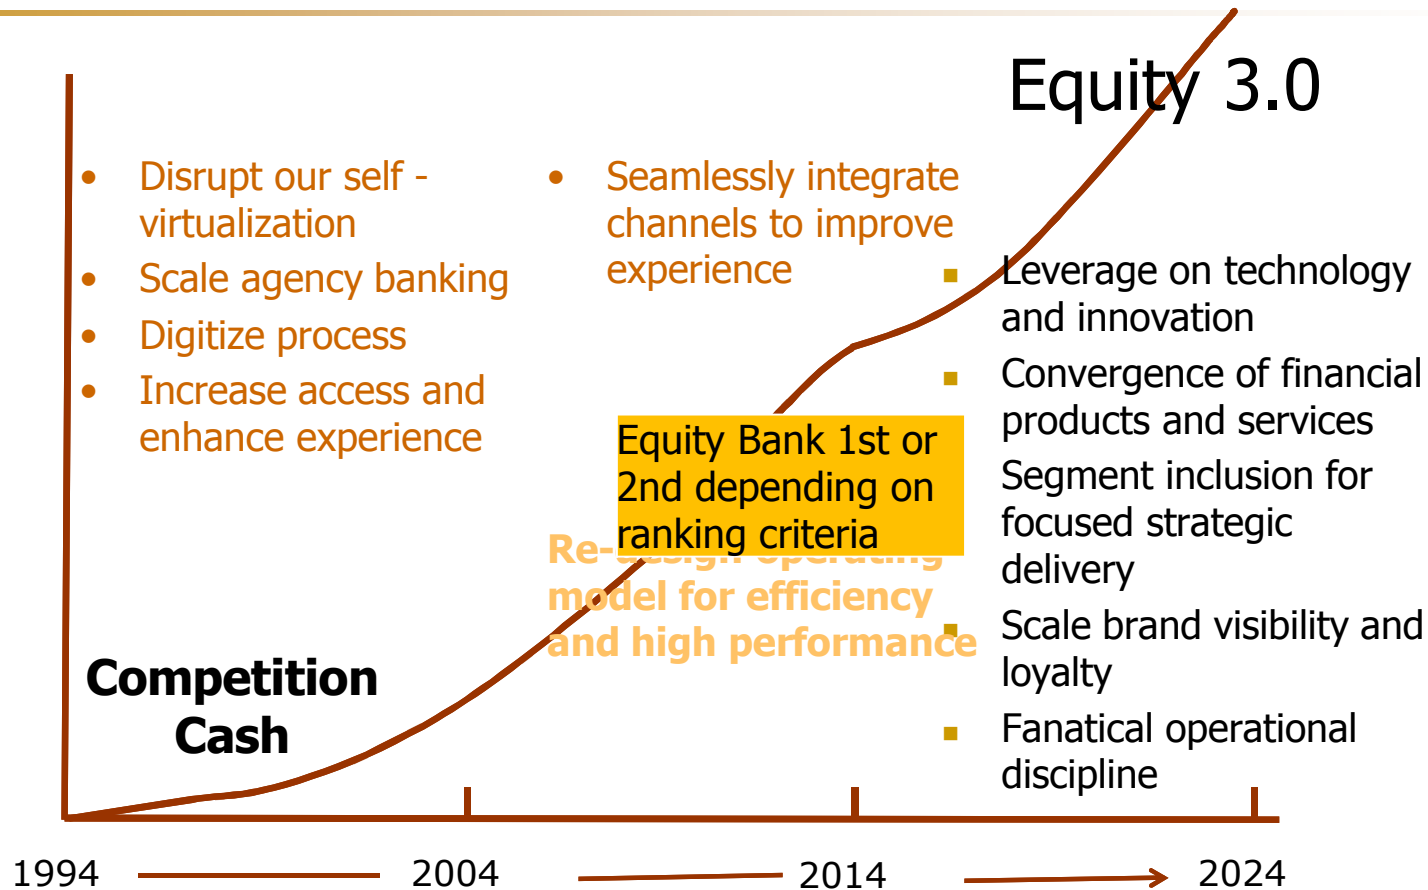 Equity 3.0
• Disrupt our self -
virtualization
• Scale agency banking
• Digitize process
• Increase access and
enhance experience
• Seamlessly integrate
channels to improve
experience
Equity Bank 1st or
2nd depending on
ranking criteria
Re-design operating
model for efficiency
and high performance
▪ Leverage on technology
and innovation
▪ Convergence of financial
products and services
Segment inclusion for
focused strategic
delivery
▪ Scale brand visibility and
loyalty
▪ Fanatical operational
discipline
Competition
Cash
1994 2004 2014 2024